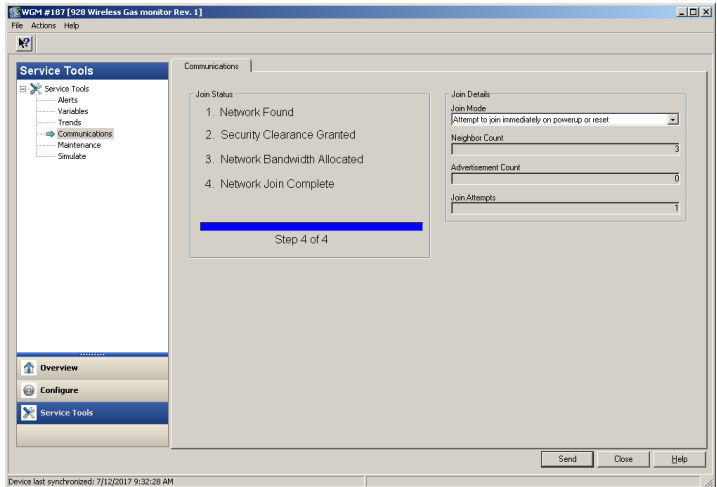 WGM #187 [928 Wireless Gas monitor Rev. 1]
File Actions Help
Service Tools
Service Tools
Alerts
Variables
Trends
Communications
Maintenance
Simulate
Overview
Configure
Service Tools
Communications
Join Status
1. Network Found
2. Security Clearance Granted
3. Network Bandwidth Allocated
4. Network Join Complete
Step 4 of 4
Join Details
Join Mode
Attempt to join immediately on powerup or reset
Neighbor Count
3
Advertisement Count
0
Join Attempts
1
Send Close Help
Device last synchronized: 7/12/2017 9:32:28 AM